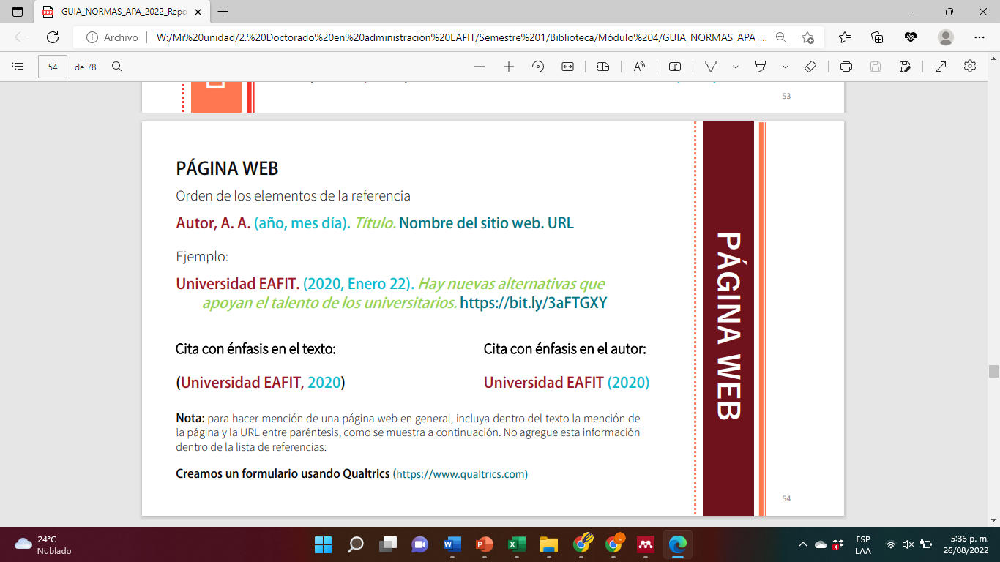 GUIA_NORMAS_APA_2022_Repo
Archivo
W:/Mi%20unidad/2.%20Doctorado%20en%20administración%20EAFIT/Semestre%201/Biblioteca/Módulo%204/GUIA_NORMAS_APA_...
54
de 78
53
PÁGINA WEB
Orden de los elementos de la referencia
Autor, A. A. (año, mes día). Título. Nombre del sitio web. URL
Ejemplo:
Universidad EAFIT. (2020, Enero 22). Hay nuevas alternativas que
apoyan el talento de los universitarios. https://bit.ly/3aFTGXY
Cita con énfasis en el texto:
Cita con énfasis en el autor:
(Universidad EAFIT, 2020)
Universidad EAFIT (2020)
Nota: para hacer mención de una página web en general, incluya dentro del texto la mención de
la página y la URL entre paréntesis, como se muestra a continuación. No agregue esta información
dentro de la lista de referencias:
Creamos un formulario usando Qualtrics (https://www.qualtrics.com)
PÁGINA WEB
54
24°C
Nublado
ESP
LAA
5:36 p. m.
26/08/2022